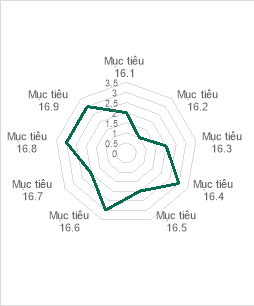 Mục tiêu
16.1
3,5
3
2,5
2
1,5
1
0,5
0
Mục tiêu
16.2
Mục tiêu
16.3
Mục tiêu
16.4
Mục tiêu
16.5
Mục tiêu
16.6
Mục tiêu
16.7
Mục tiêu
16.8
Mục tiêu
16.9